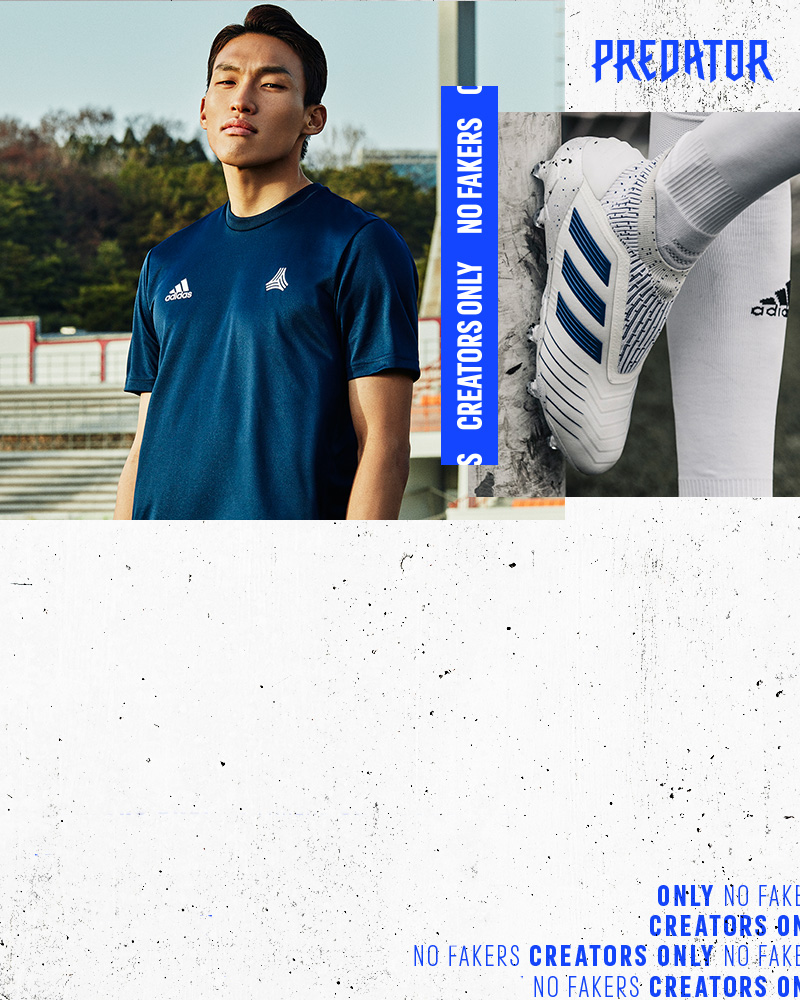 PREDATOR
NO FAKERS
CREATORS ONLY
S
adidas
adidas
ONLY NO FAKE
CREATORS ON
NO FAKERS CREATORS ONLY NO FAKE
NO FAKERS CREATORS ON